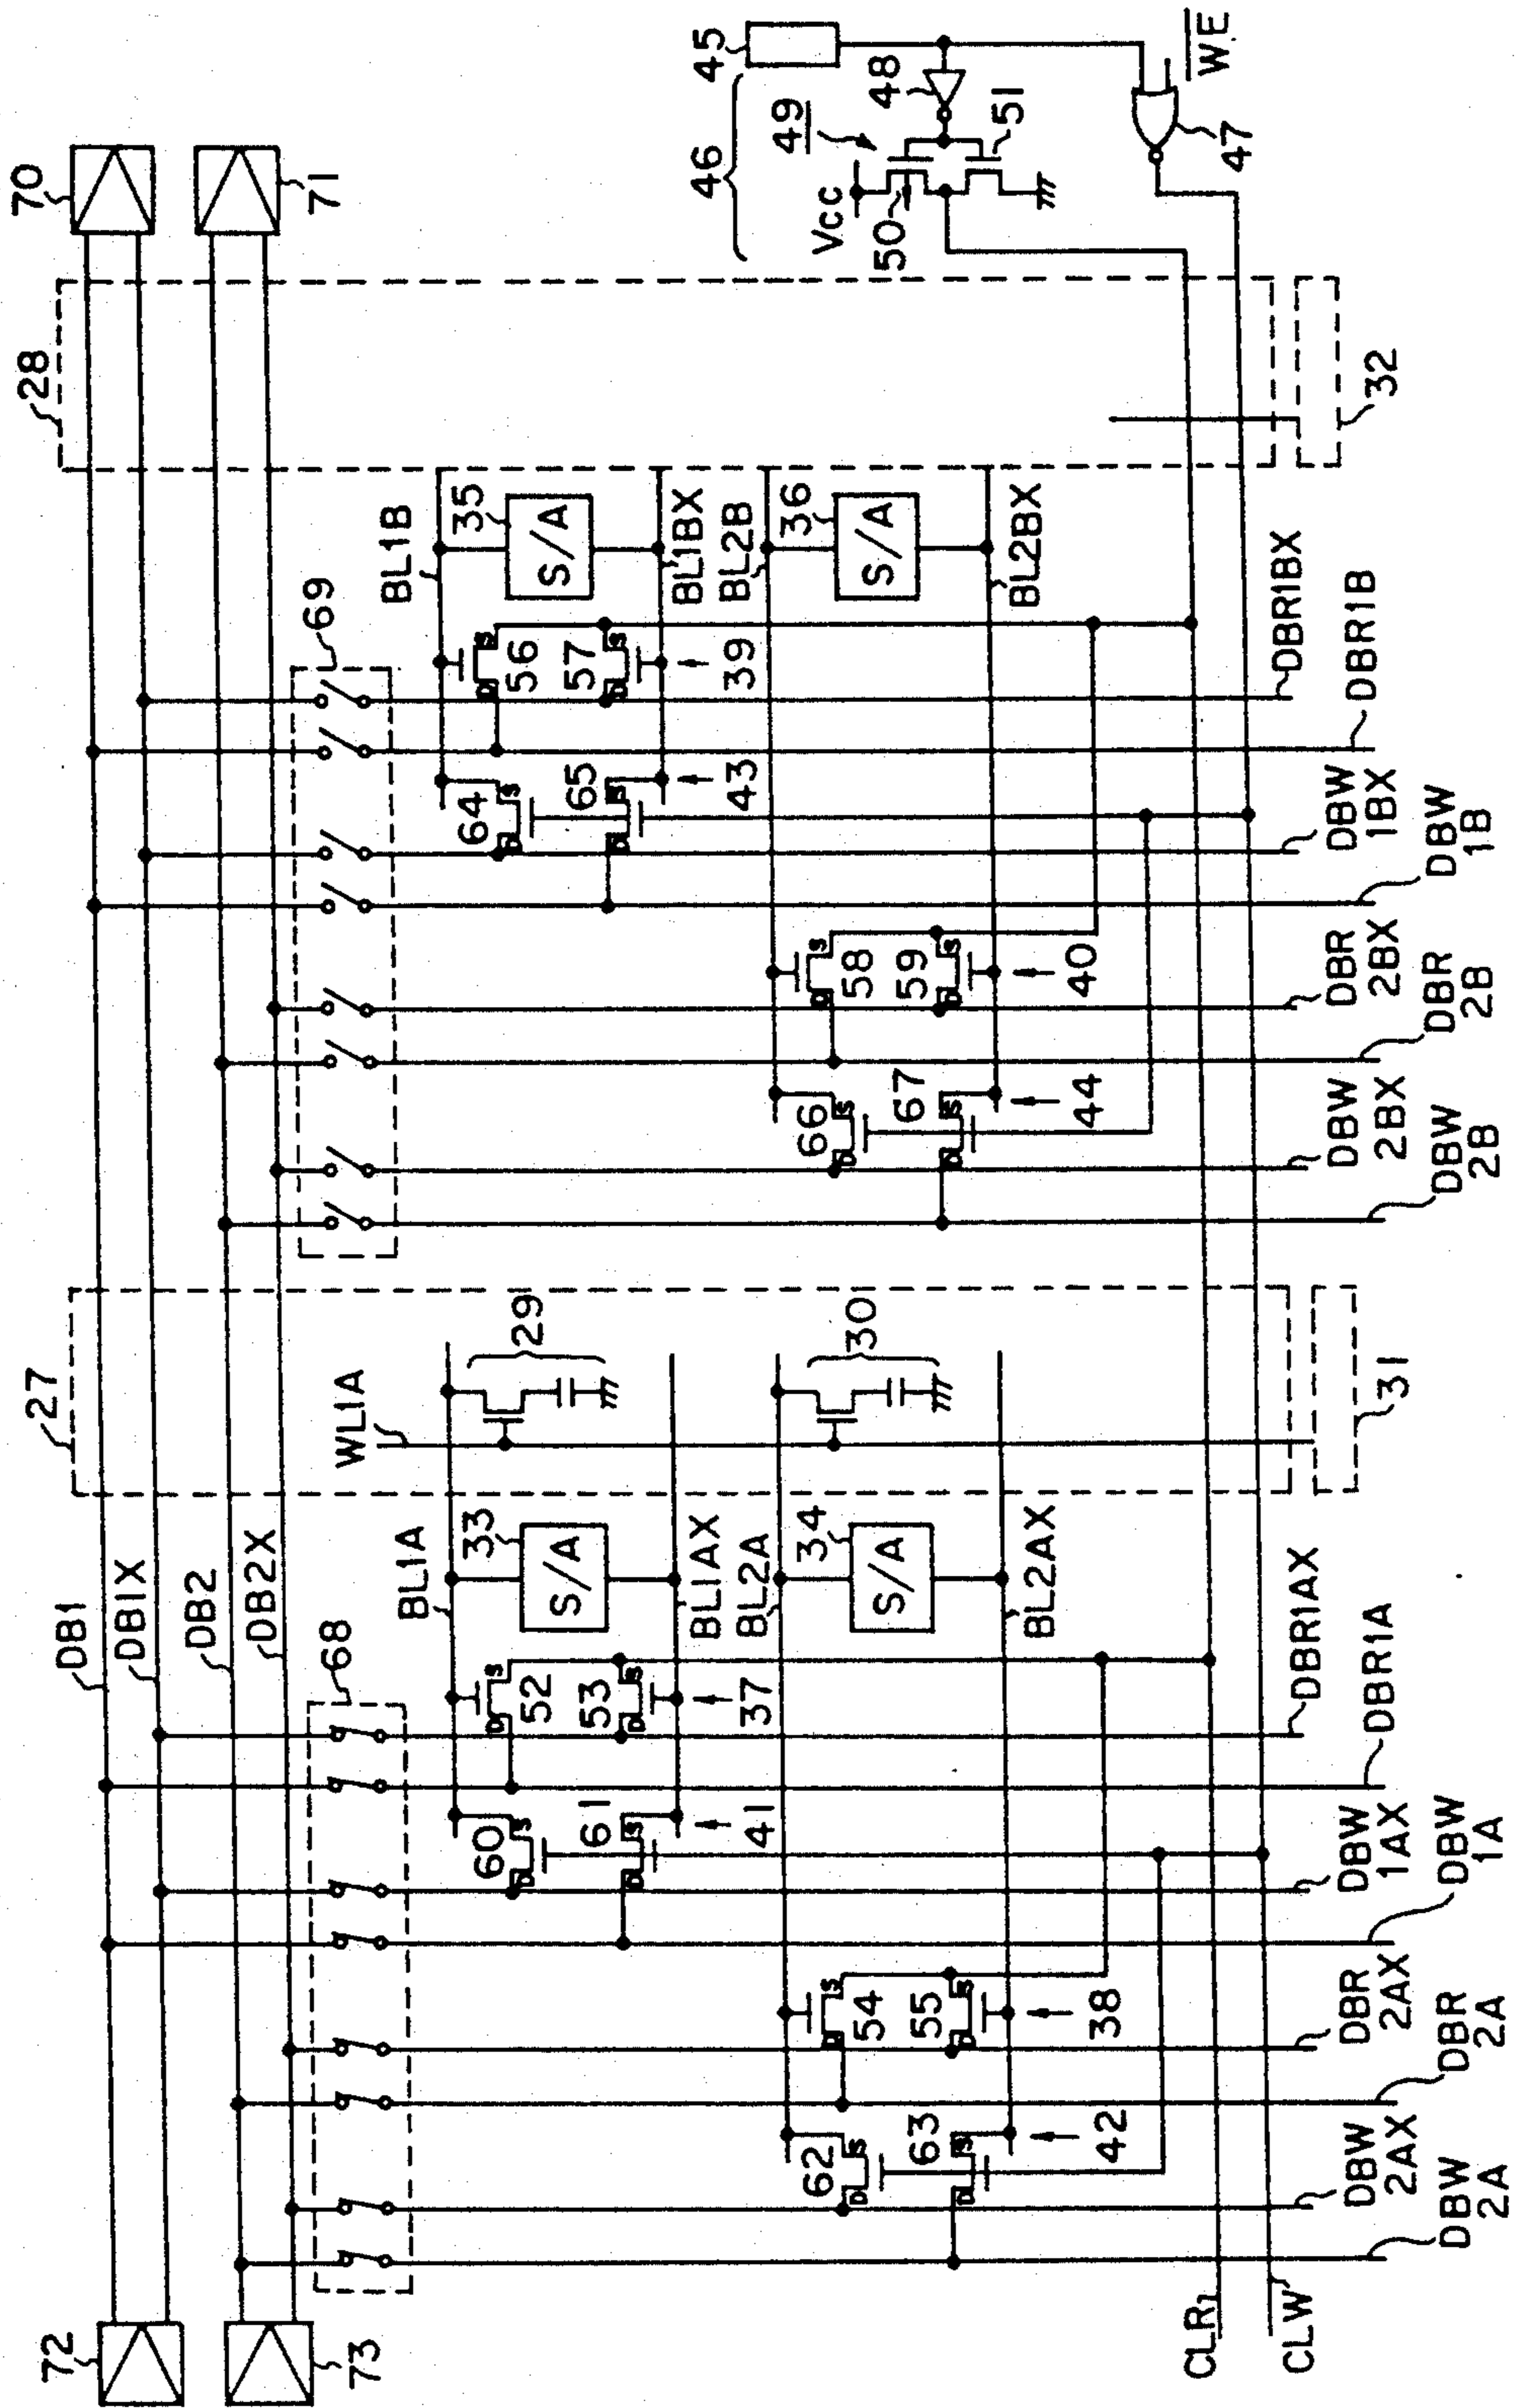 70
71
28
45
46
48
49
51
47
WE
Vcc
50
32
69
BL1B
35
S/A
BL1BX
BL2B
36
S/A
BL2BX
D S
56
57
D S
39
DBR1BX
DBR1B
64
D S
65
D S
43
DBW
1BX
DBW
1B
58
D S
59
D S
40
DBR
2BX
DBR
2B
66
D S
67
D S
44
DBW
2BX
DBW
2B
27
WL1A
29
30
31
DB1
DB1X
DB2
DB2X
68
BL1A
33
S/A
BL1AX
BL2A
34
S/A
BL2AX
D S
52
53
D S
37
DBR1AX
DBR1A
60
D S
61
D S
41
DBW
1AX
DBW
1A
54
D S
55
D S
38
DBR
2AX
DBR
2A
62
D S
63
D S
42
DBW
2AX
DBW
2A
72
73
CLR
CLW